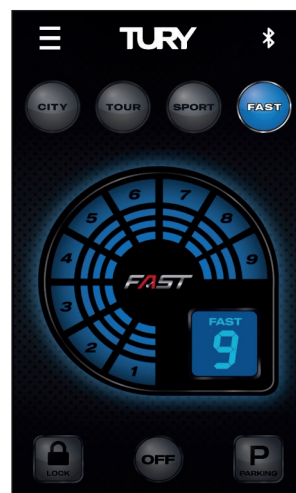 TURY
CITY TOUR SPORT FAST
6 7
5 8
4 9
FAST
3
FAST
9
2
1
LOCK OFF P
PARKING